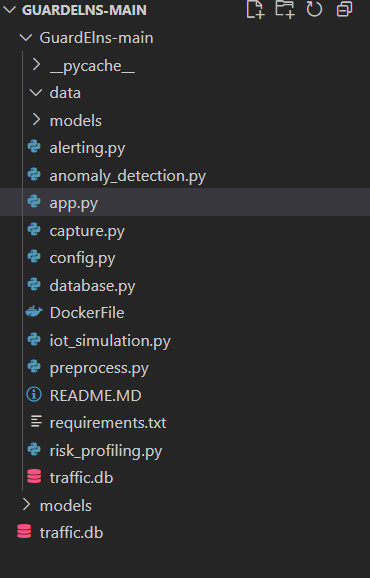 GUARDELNS-MAIN
GuardElns-main
__pycache__
data
models
alerting.py
anomaly_detection.py
app.py
capture.py
config.py
database.py
DockerFile
iot_simulation.py
preprocess.py
README.MD
requirements.txt
risk_profiling.py
traffic.db
models
traffic.db